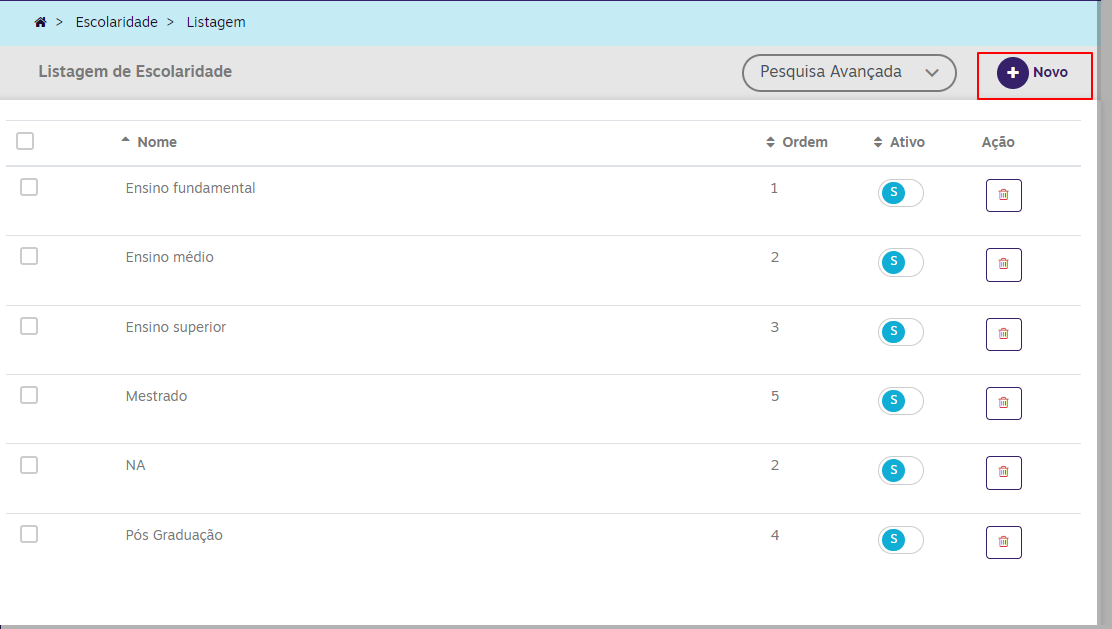 > Escolaridade > Listagem
Listagem de Escolaridade
Pesquisa Avançada
Novo
Nome Ordem Ativo Ação
Ensino fundamental 1 S
Ensino médio 2 S
Ensino superior 3 S
Mestrado 5 S
NA 2 S
Pós Graduação 4 S